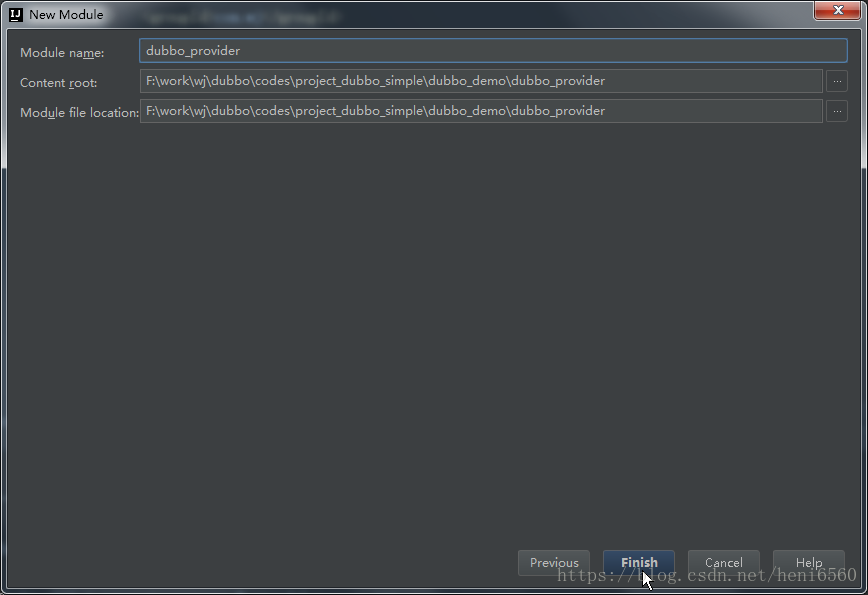 New Module
Module name: dubbo_provider
Content root: F:\work\wj\dubbo\codes\project_dubbo_simple\dubbo_demo\dubbo_provider ...
Module file location: F:\work\wj\dubbo\codes\project_dubbo_simple\dubbo_demo\dubbo_provider ...
Previous Finish Cancel Help
https://blog.csdn.net/heni6560